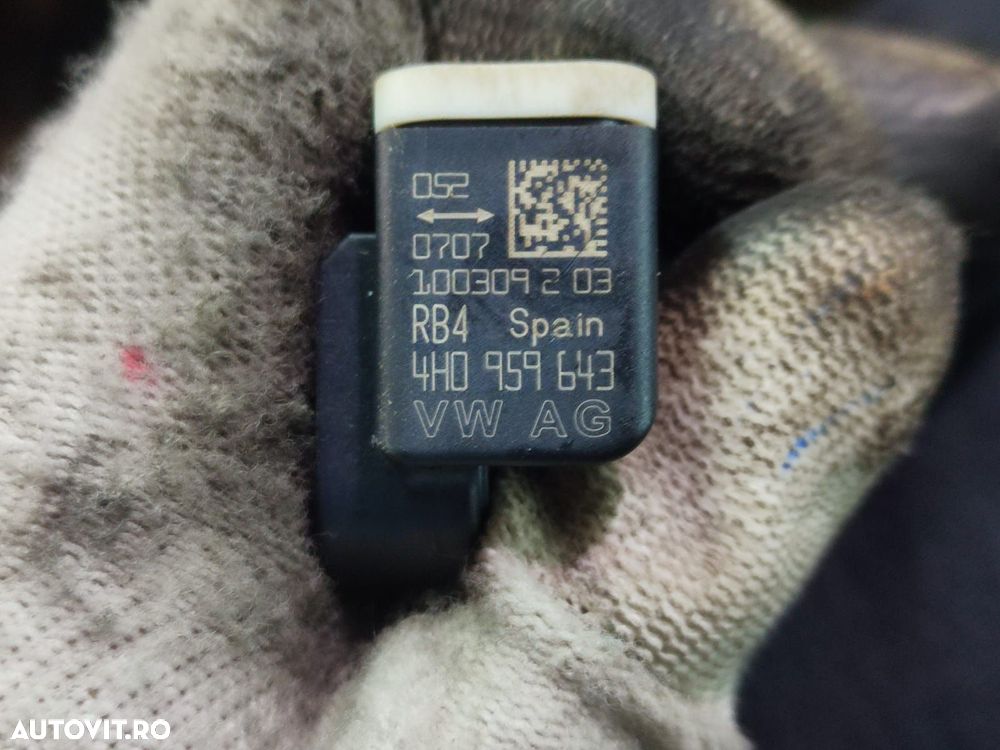 052
0707
100309 2 03
RB4 Spain
4H0 959 643
VW AG
AUTOVIT.RO